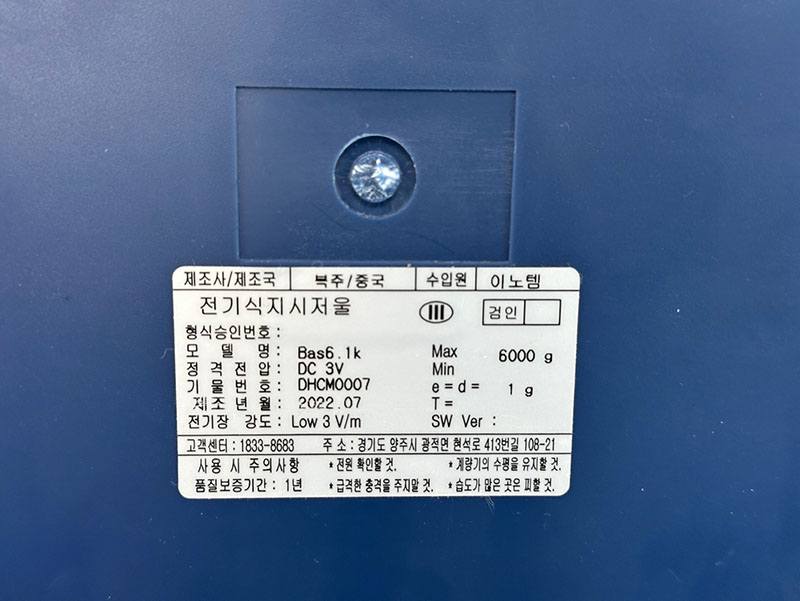 제조사/제조국 복주/중국 수입원 이노템
전기식지시저울 III 검인
형식승인번호 :
모 델 명 : Bas6.1k Max 6000 g
정 격 전 압 : DC 3V Min
기 물 번 호 : DHCM0007 e = d = 1 g
제 조 년 월 : 2022.07 T =
전기장 강도 : Low 3 V/m SW Ver :
고객센터 : 1833-8683 주 소 : 경기도 양주시 광적면 현석로 413번길 108-21
사용 시 주의사항 * 전원 확인할 것. * 계량기의 수평을 유지할 것.
품질보증기간 : 1년 * 급격한 충격을 주지말 것. * 습도가 많은 곳은 피할 것.